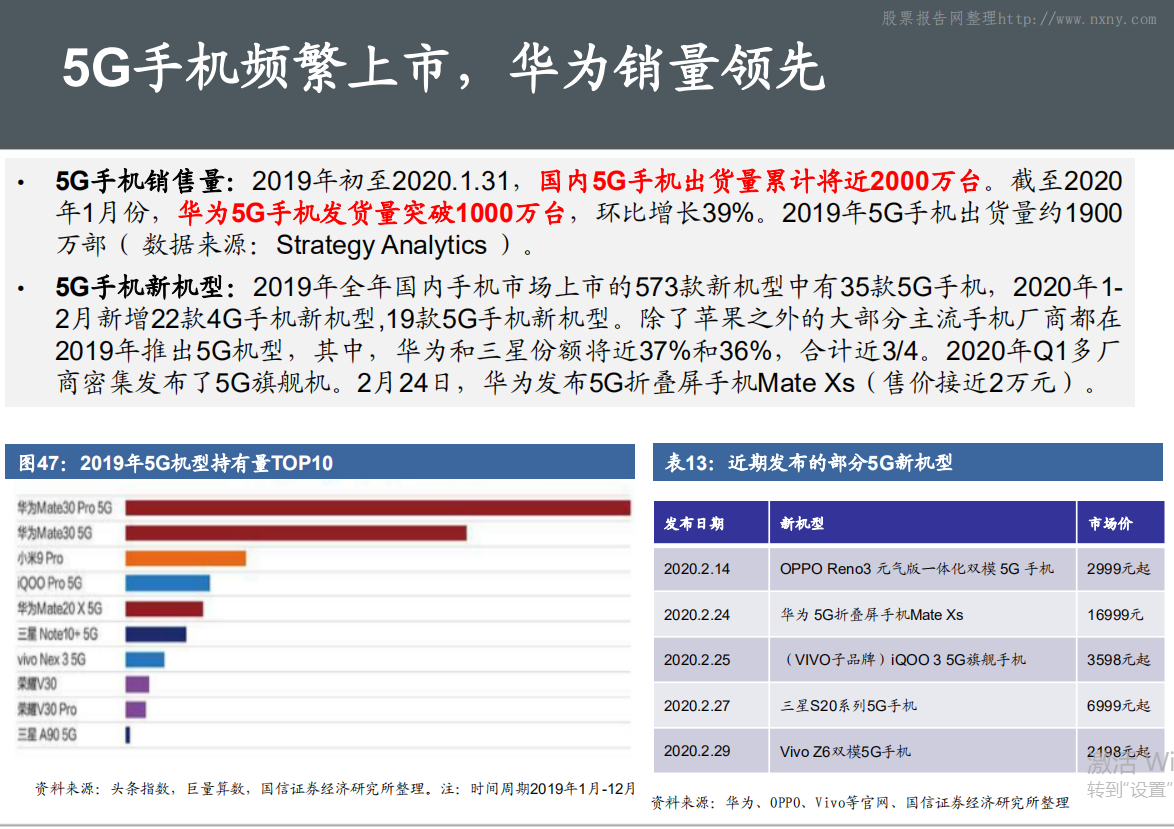 股票报告网整理http://www.nxny.com
5G手机频繁上市，华为销量领先
• 5G手机销售量：2019年初至2020.1.31，国内5G手机出货量累计将近2000万台。截至2020
年1月份，华为5G手机发货量突破1000万台，环比增长39%。2019年5G手机出货量约1900
万部（ 数据来源：Strategy Analytics ）。
• 5G手机新机型：2019年全年国内手机市场上市的573款新机型中有35款5G手机，2020年1-
2月新增22款4G手机新机型,19款5G手机新机型。除了苹果之外的大部分主流手机厂商都在
2019年推出5G机型，其中，华为和三星份额将近37%和36%，合计近3/4。2020年Q1多厂
商密集发布了5G旗舰机。2月24日，华为发布5G折叠屏手机Mate Xs（售价接近2万元）。
图47：2019年5G机型持有量TOP10
华为Mate30 Pro 5G
华为Mate30 5G
小米9 Pro
iQOO Pro 5G
华为Mate20 X 5G
三星 Note10+ 5G
vivo Nex 3 5G
荣耀V30
荣耀V30 Pro
三星 A90 5G
资料来源：头条指数，巨量算数，国信证券经济研究所整理。注：时间周期2019年1月-12月
表13：近期发布的部分5G新机型
发布日期 新机型 市场价
2020.2.14 OPPO Reno3 元气版一体化双模 5G 手机 2999元起
2020.2.24 华为 5G折叠屏手机Mate Xs 16999元
2020.2.25 （VIVO子品牌）iQOO 3 5G旗舰手机 3598元起
2020.2.27 三星S20系列5G手机 6999元起
2020.2.29 Vivo Z6双模5G手机 2198元起
资料来源：华为、OPPO、Vivo等官网、国信证券经济研究所整理
激活 Wi
转到“设置”